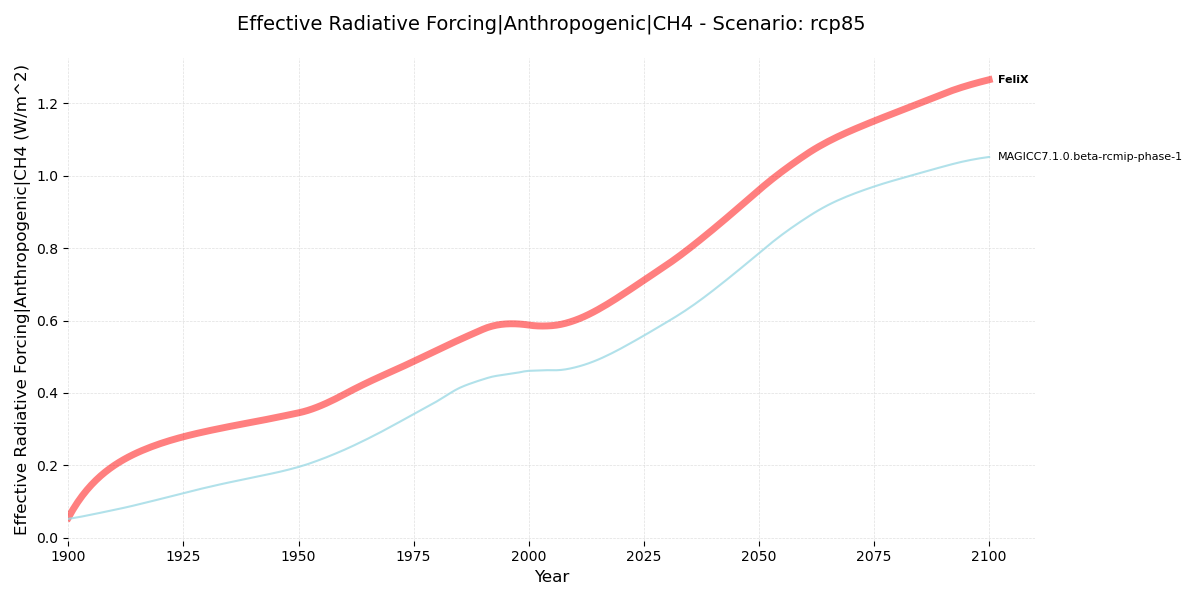 Effective Radiative Forcing|Anthropogenic|CH4 - Scenario: rcp85
Effective Radiative Forcing|Anthropogenic|CH4 (W/m^2)
1.2
1.0
0.8
0.6
0.4
0.2
0.0
1900 1925 1950 1975 2000 2025 2050 2075 2100
Year
FeliX
MAGICC7.1.0.beta-rcmip-phase-1